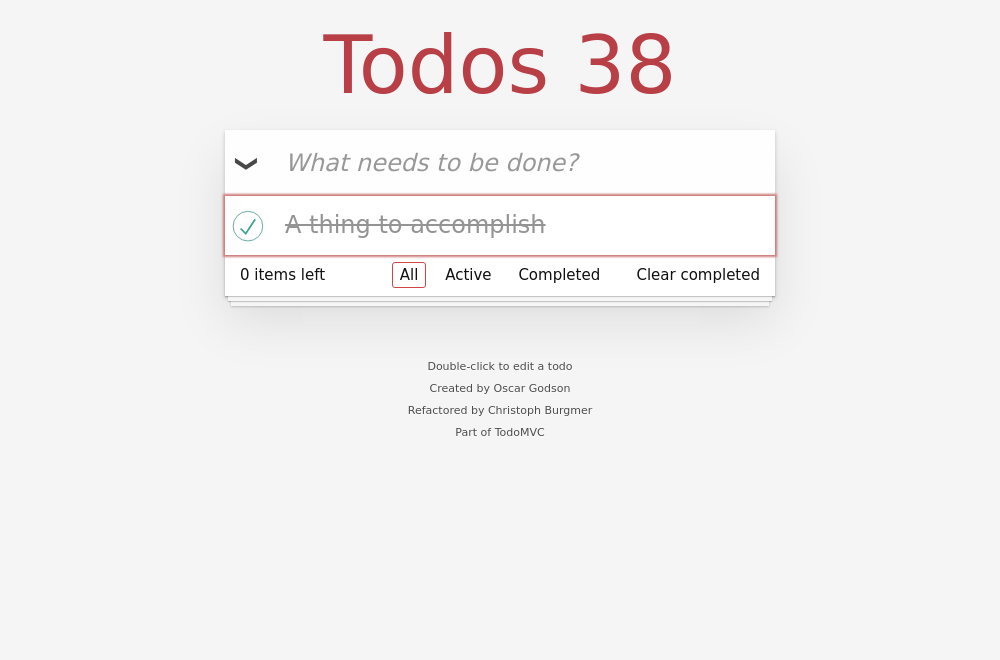 Todos 38
What needs to be done?
A thing to accomplish
0 items left All Active Completed Clear completed
Double-click to edit a todo
Created by Oscar Godson
Refactored by Christoph Burgmer
Part of TodoMVC